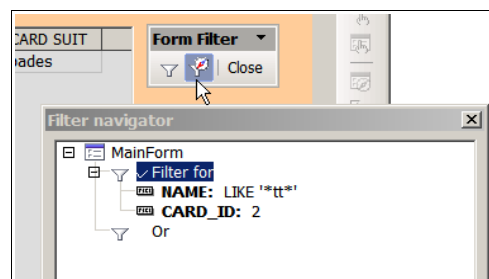 CARD SUIT
pades
Form Filter
Close
Filter navigator
MainForm
Filter for
NAME: LIKE '*tt*'
CARD_ID: 2
Or